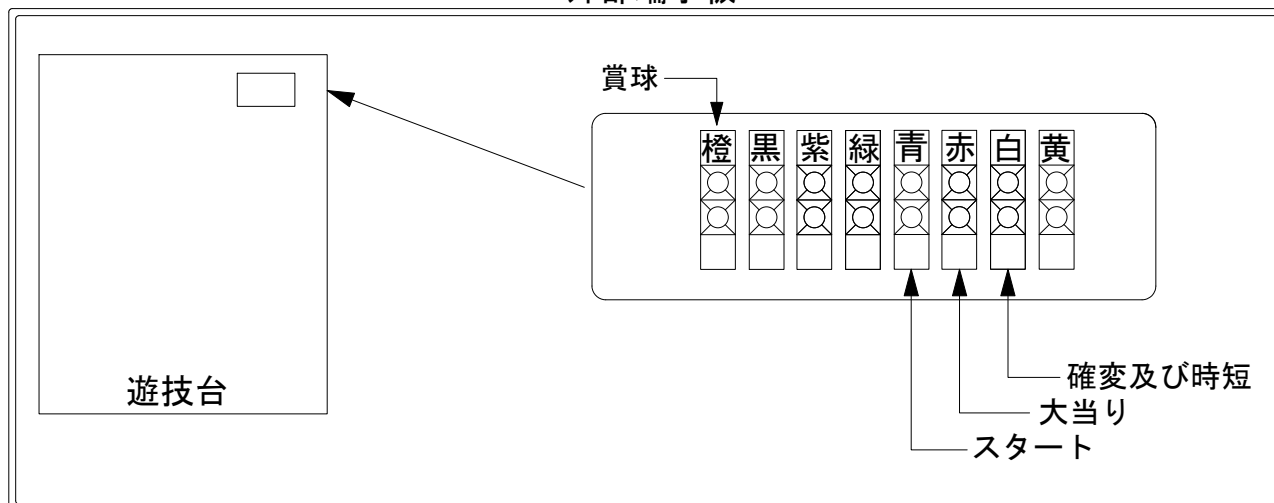 賞球
橙 黒 紫 緑 青 赤 白 黄
遊技台
確変及び時短
大当り
スタート